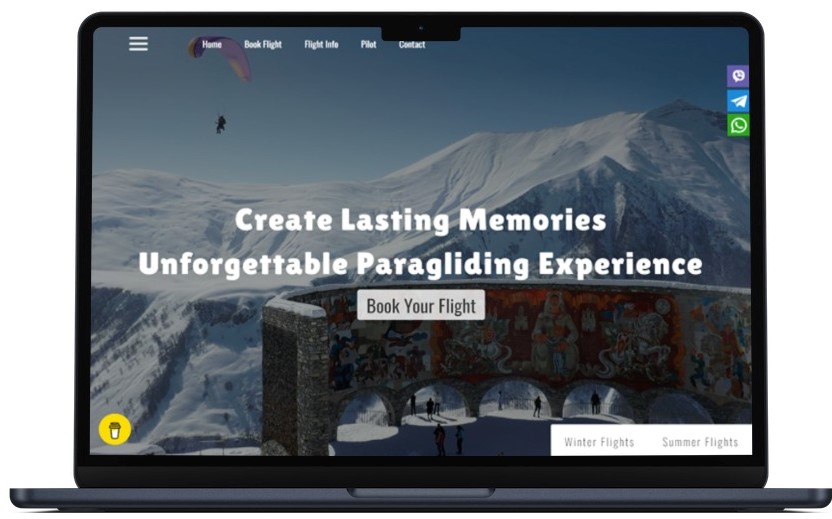 Home Book Flight Flight Info Pilot Contact
Create Lasting Memories
Unforgettable Paragliding Experience
Book Your Flight
Winter Flights Summer Flights